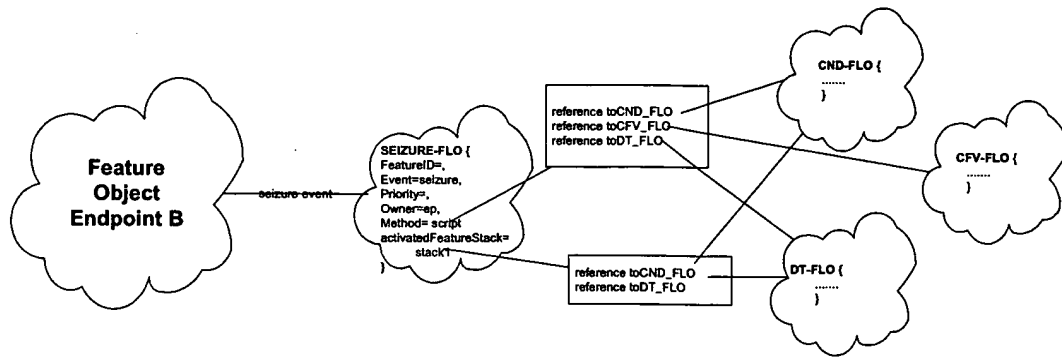 Feature
Object
Endpoint B
seizure event
SEIZURE-FLO {
FeatureID=,
Event=seizure,
Priority=,
Owner=ep,
Method= script
activatedFeatureStack=
stack1
}
reference toCND_FLO
reference toCFV_FLO
reference toDT_FLO
reference toCND_FLO
reference toDT_FLO
CND-FLO {
.......
}
CFV-FLO {
.......
}
DT-FLO {
.......
}